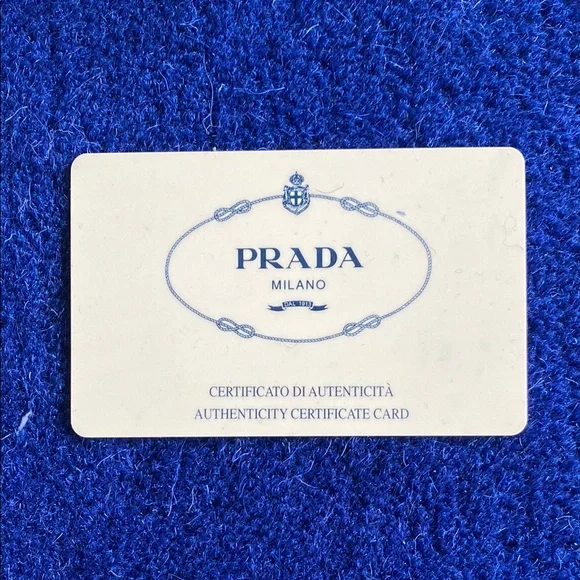 PRADA
MILANO
DAL 1913
CERTIFICATO DI AUTENTICITÀ
AUTHENTICITY CERTIFICATE CARD